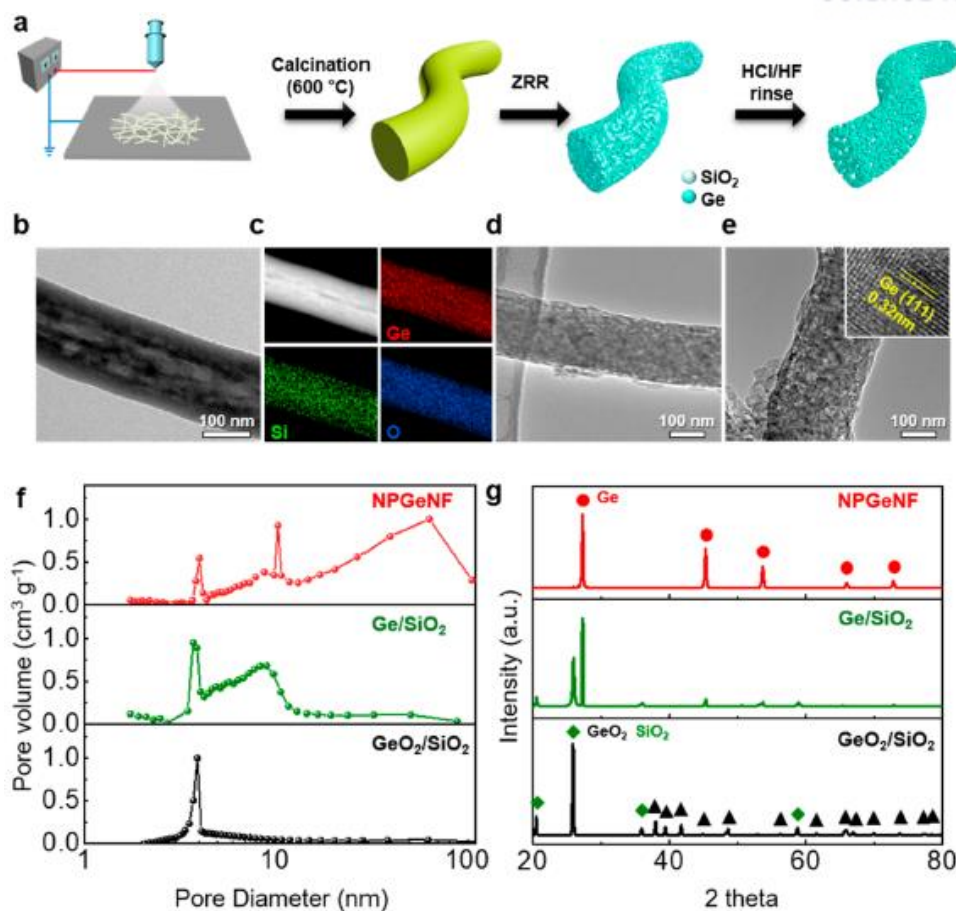 a
Calcination
(600 °C)
ZRR
HCl/HF
rinse
SiO₂
Ge
b
c
d
e
100 nm
Ge
Si
O
100 nm
Ge (111)
0.32nm
100 nm
f
NPGeNF
1.0
0.5
0.0
Ge/SiO₂
1.0
0.5
0.0
GeO₂/SiO₂
1.0
0.5
0.0
1
10
100
Pore volume (cm³ g⁻¹)
Pore Diameter (nm)
g
Ge
NPGeNF
Ge/SiO₂
GeO₂ SiO₂
GeO₂/SiO₂
20
40
60
80
Intensity (a.u.)
2 theta